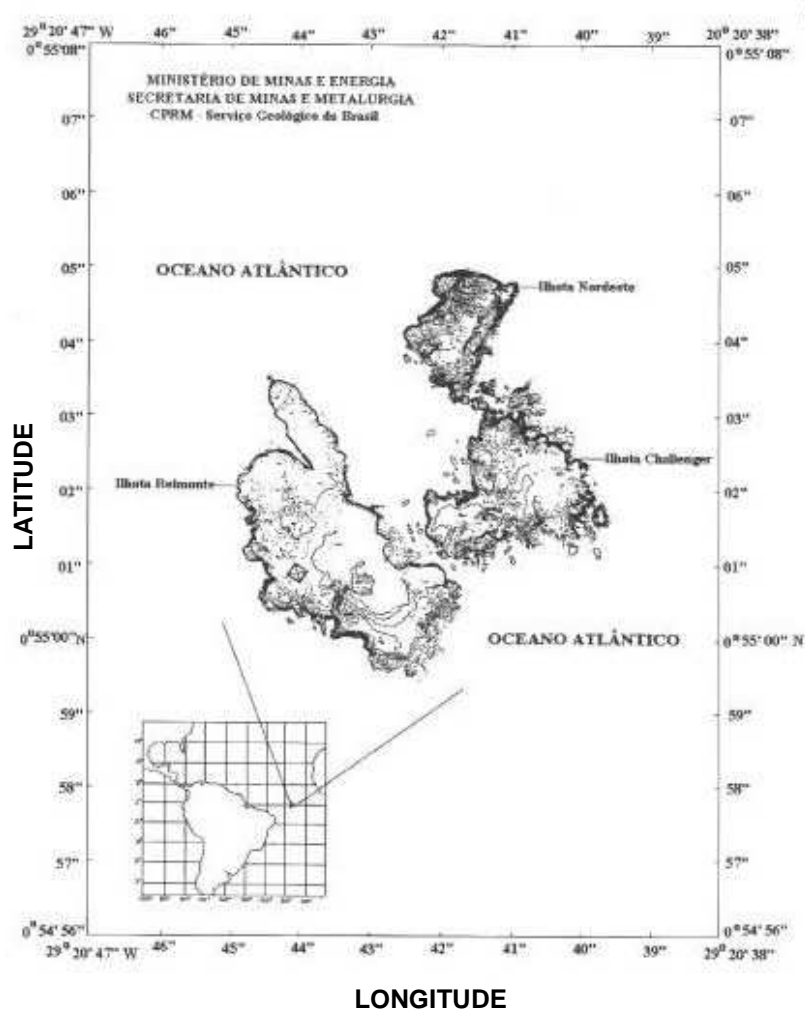 29° 20' 47" W 46" 45" 44" 43" 42" 41" 40" 39" 20° 20' 38"
0° 55' 08" 0° 55' 08"
MINISTÉRIO DE MINAS E ENERGIA
SECRETARIA DE MINAS E METALURGIA
CPRM - Serviço Geológico do Brasil
07" 07"
06" 06"
05" OCEANO ATLÂNTICO 05"
Ilhota Nordeste
04" 04"
03" 03"
LATITUDE
Ilhota Challenger
Ilhota Belmonte
02" 02"
01" 01"
0° 55' 00" N OCEANO ATLÂNTICO 0° 55' 00" N
59" 59"
58" 58"
57" 57"
0° 54' 56" 0° 54' 56"
29° 20' 47" W 46" 45" 44" 43" 42" 41" 40" 39" 29° 20' 38"
LONGITUDE